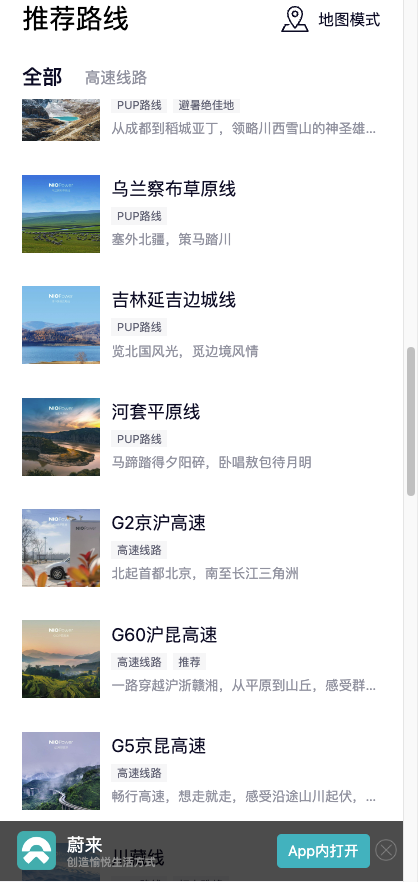 推荐路线
地图模式
全部
高速线路
PUP路线 避暑绝佳地
从成都到稻城亚丁，领略川西雪山的神圣雄...
NIOPower
乌兰察布草原线
PUP路线
塞外北疆，策马踏川
NIOPower
吉林延吉边城线
PUP路线
览北国风光，觅边境风情
NIOPower
河套平原线
PUP路线
马蹄踏得夕阳碎，卧唱敖包待月明
G2京沪高速
高速线路
北起首都北京，南至长江三角洲
NIOPower
G60沪昆高速
高速线路 推荐
一路穿越沪浙赣湘，从平原到山丘，感受群...
NIOPower
G5京昆高速
高速线路
畅行高速，想走就走，感受沿途山川起伏，...
川藏线
蔚来
创造愉悦生活方式
App内打开